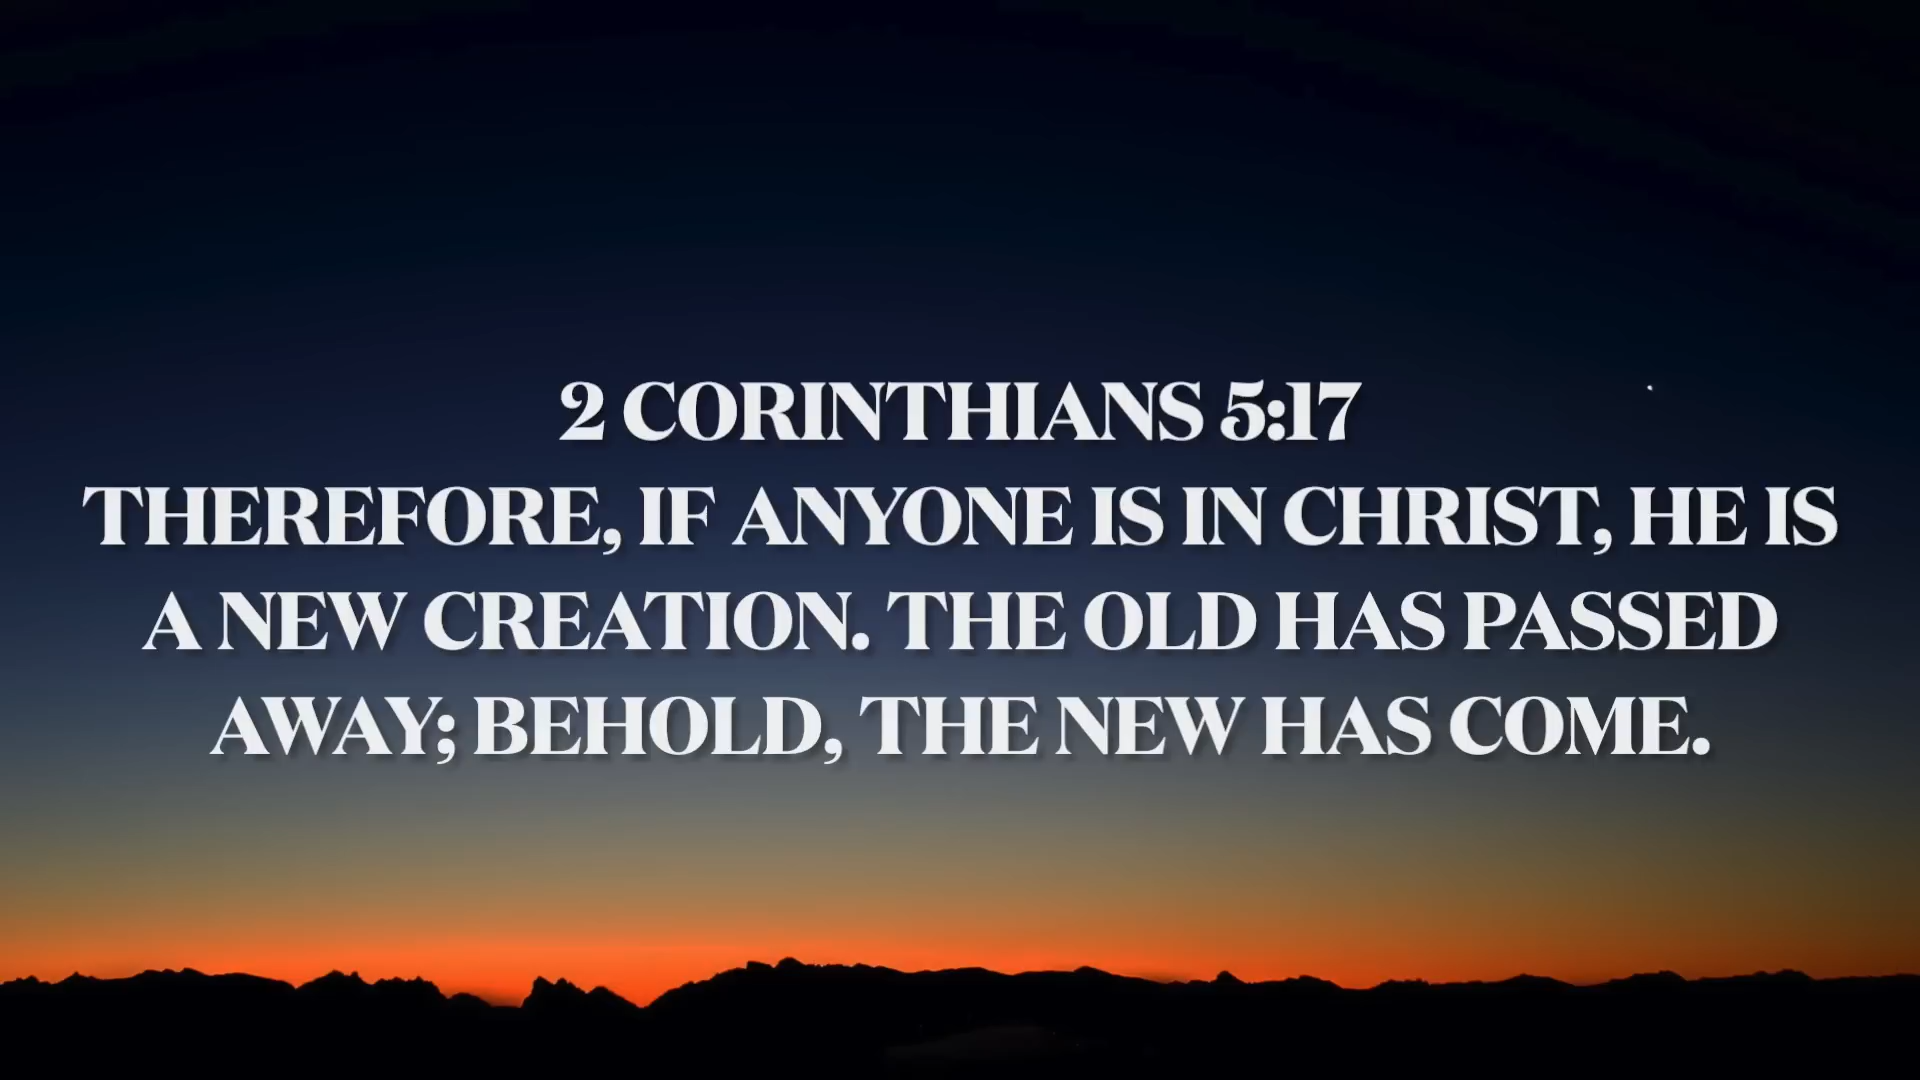 2 CORINTHIANS 5:17
THEREFORE, IF ANYONE IS IN CHRIST, HE IS
A NEW CREATION. THE OLD HAS PASSED
AWAY; BEHOLD, THE NEW HAS COME.